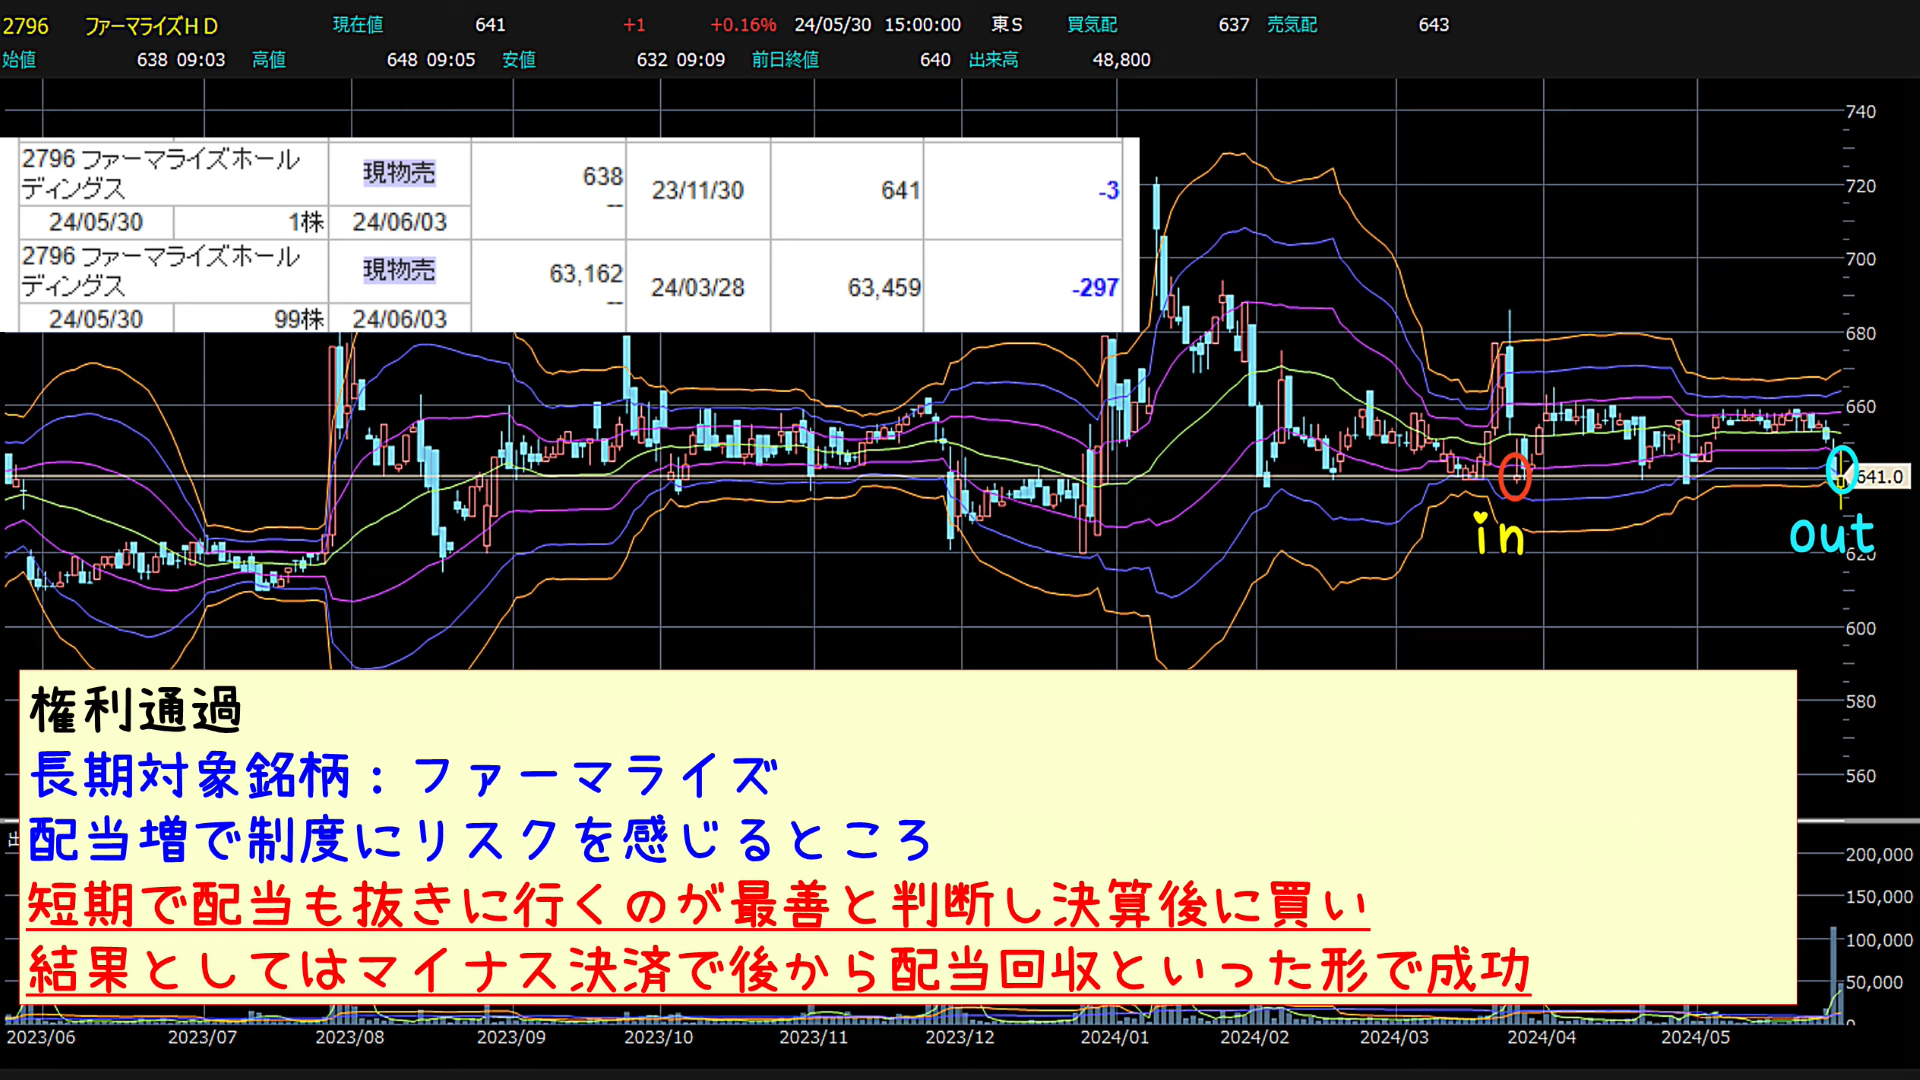 2796 ファーマライズＨＤ 現在値 641 +1 +0.16% 24/05/30 15:00:00 東Ｓ 買気配 637 売気配 643
始値 638 09:03 高値 648 09:05 安値 632 09:09 前日終値 640 出来高 48,800
740
2796 ファーマライズホール
ディングス
現物売
638
--
23/11/30
641
-3
24/05/30 1株 24/06/03
2796 ファーマライズホール
ディングス
現物売
63,162
--
24/03/28
63,459
-297
24/05/30 99株 24/06/03
720
700
680
660
641.0
in
out
620
600
権利通過
長期対象銘柄：ファーマライズ
配当増で制度にリスクを感じるところ
短期で配当も抜きに行くのが最善と判断し決算後に買い
結果としてはマイナス決済で後から配当回収といった形で成功
580
560
200,000
150,000
100,000
50,000
0
2023/06 2023/07 2023/08 2023/09 2023/10 2023/11 2023/12 2024/01 2024/02 2024/03 2024/04 2024/05